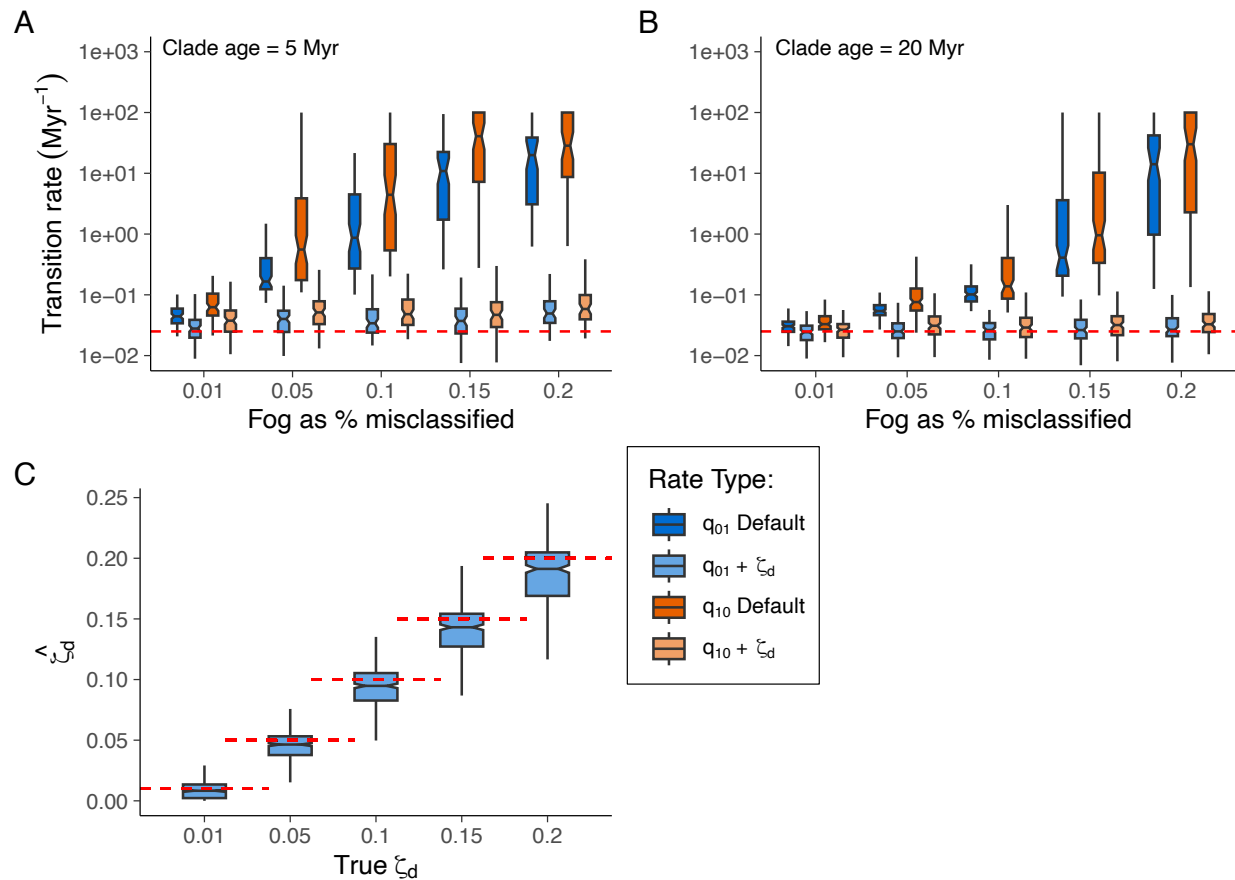 A
Clade age = 5 Myr
Transition rate (Myr⁻¹)
1e+03
1e+02
1e+01
1e+00
1e−01
1e−02
0.01 0.05 0.1 0.15 0.2
Fog as % misclassified
B
Clade age = 20 Myr
1e+03
1e+02
1e+01
1e+00
1e−01
1e−02
0.01 0.05 0.1 0.15 0.2
Fog as % misclassified
C
ζ̂d
0.25
0.20
0.15
0.10
0.05
0.00
0.01 0.05 0.1 0.15 0.2
True ζd
Rate Type:
q01 Default
q01 + ζd
q10 Default
q10 + ζd